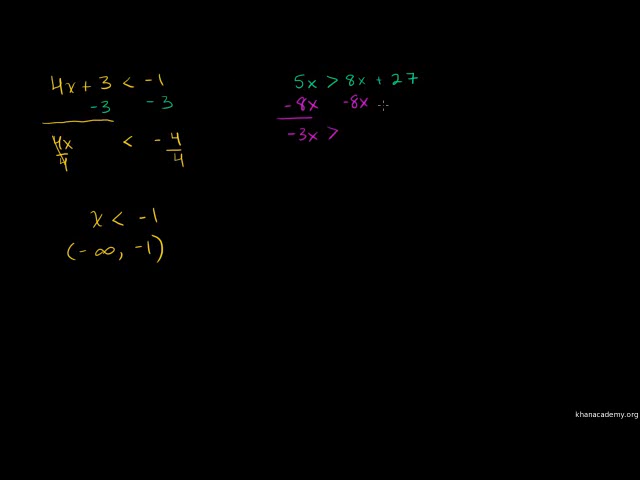 4x + 3 < -1
-3 -3
4x/4 < -4/4
x < -1
(-∞, -1)
5x > 8x + 27
-8x -8x
-3x >
khanacademy.org